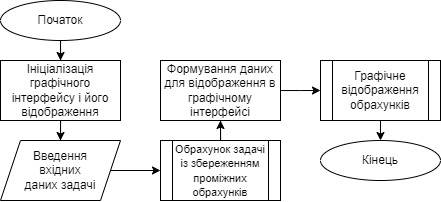 Початок
Ініціалізація
графічного
інтерфейсу і його
відображення
Введення
вхідних
даних задачі
Обрахунок задачі
із збереженням
проміжних
обрахунків
Формування даних
для відображення в
графічному
інтерфейсі
Графічне
відображення
обрахунків
Кінець